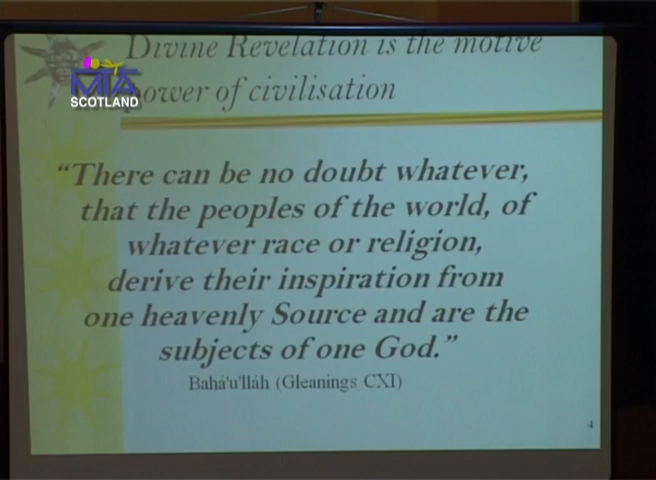 Divine Revelation is the motive
power of civilisation
MTA
SCOTLAND
“There can be no doubt whatever,
that the peoples of the world, of
whatever race or religion,
derive their inspiration from
one heavenly Source and are the
subjects of one God.”
Bahá'u'lláh (Gleanings CXI)
4